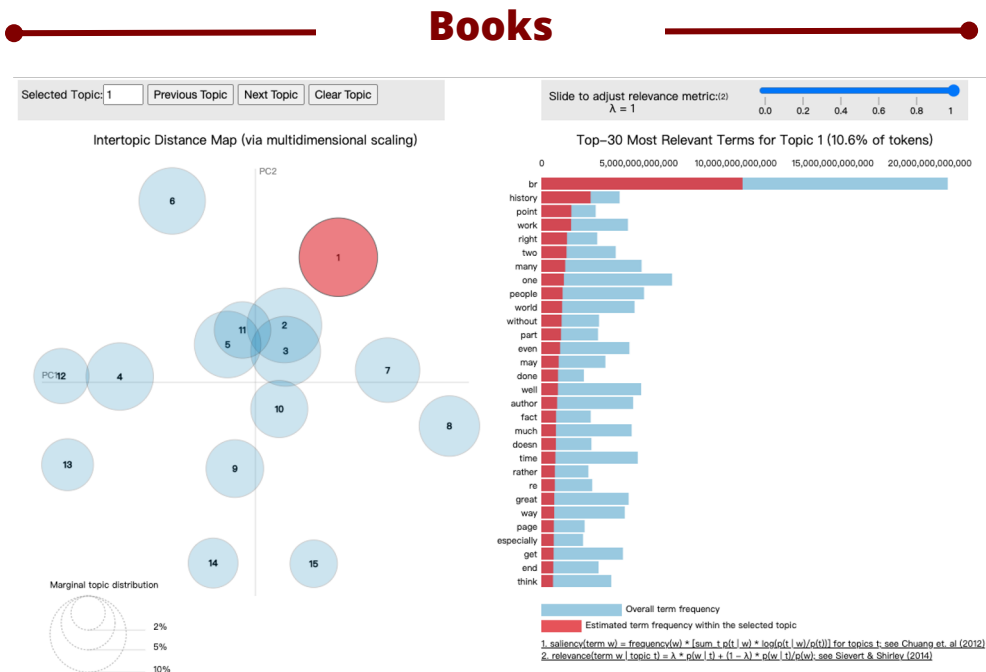 Books
Selected Topic: 1 Previous Topic Next Topic Clear Topic
Slide to adjust relevance metric:(2)
λ = 1
0.0 0.2 0.4 0.6 0.8 1
Intertopic Distance Map (via multidimensional scaling)
PC2
PC1
6
1
2
11
5
3
12
4
7
10
8
13
9
14
15
Marginal topic distribution
2%
5%
10%
Top-30 Most Relevant Terms for Topic 1 (10.6% of tokens)
0 5,000,000,000,000 10,000,000,000,000 15,000,000,000,000 20,000,000,000,000
br
history
point
work
right
two
many
one
people
world
without
part
even
may
done
well
author
fact
much
doesn
time
rather
re
great
way
page
especially
get
end
think
Overall term frequency
Estimated term frequency within the selected topic
1. saliency(term w) = frequency(w) * [sum_t p(t | w) * log(p(t | w)/p(t))] for topics t; see Chuang et. al (2012)
2. relevance(term w | topic t) = λ * p(w | t) + (1 - λ) * p(w | t)/p(w); see Sievert & Shirley (2014)